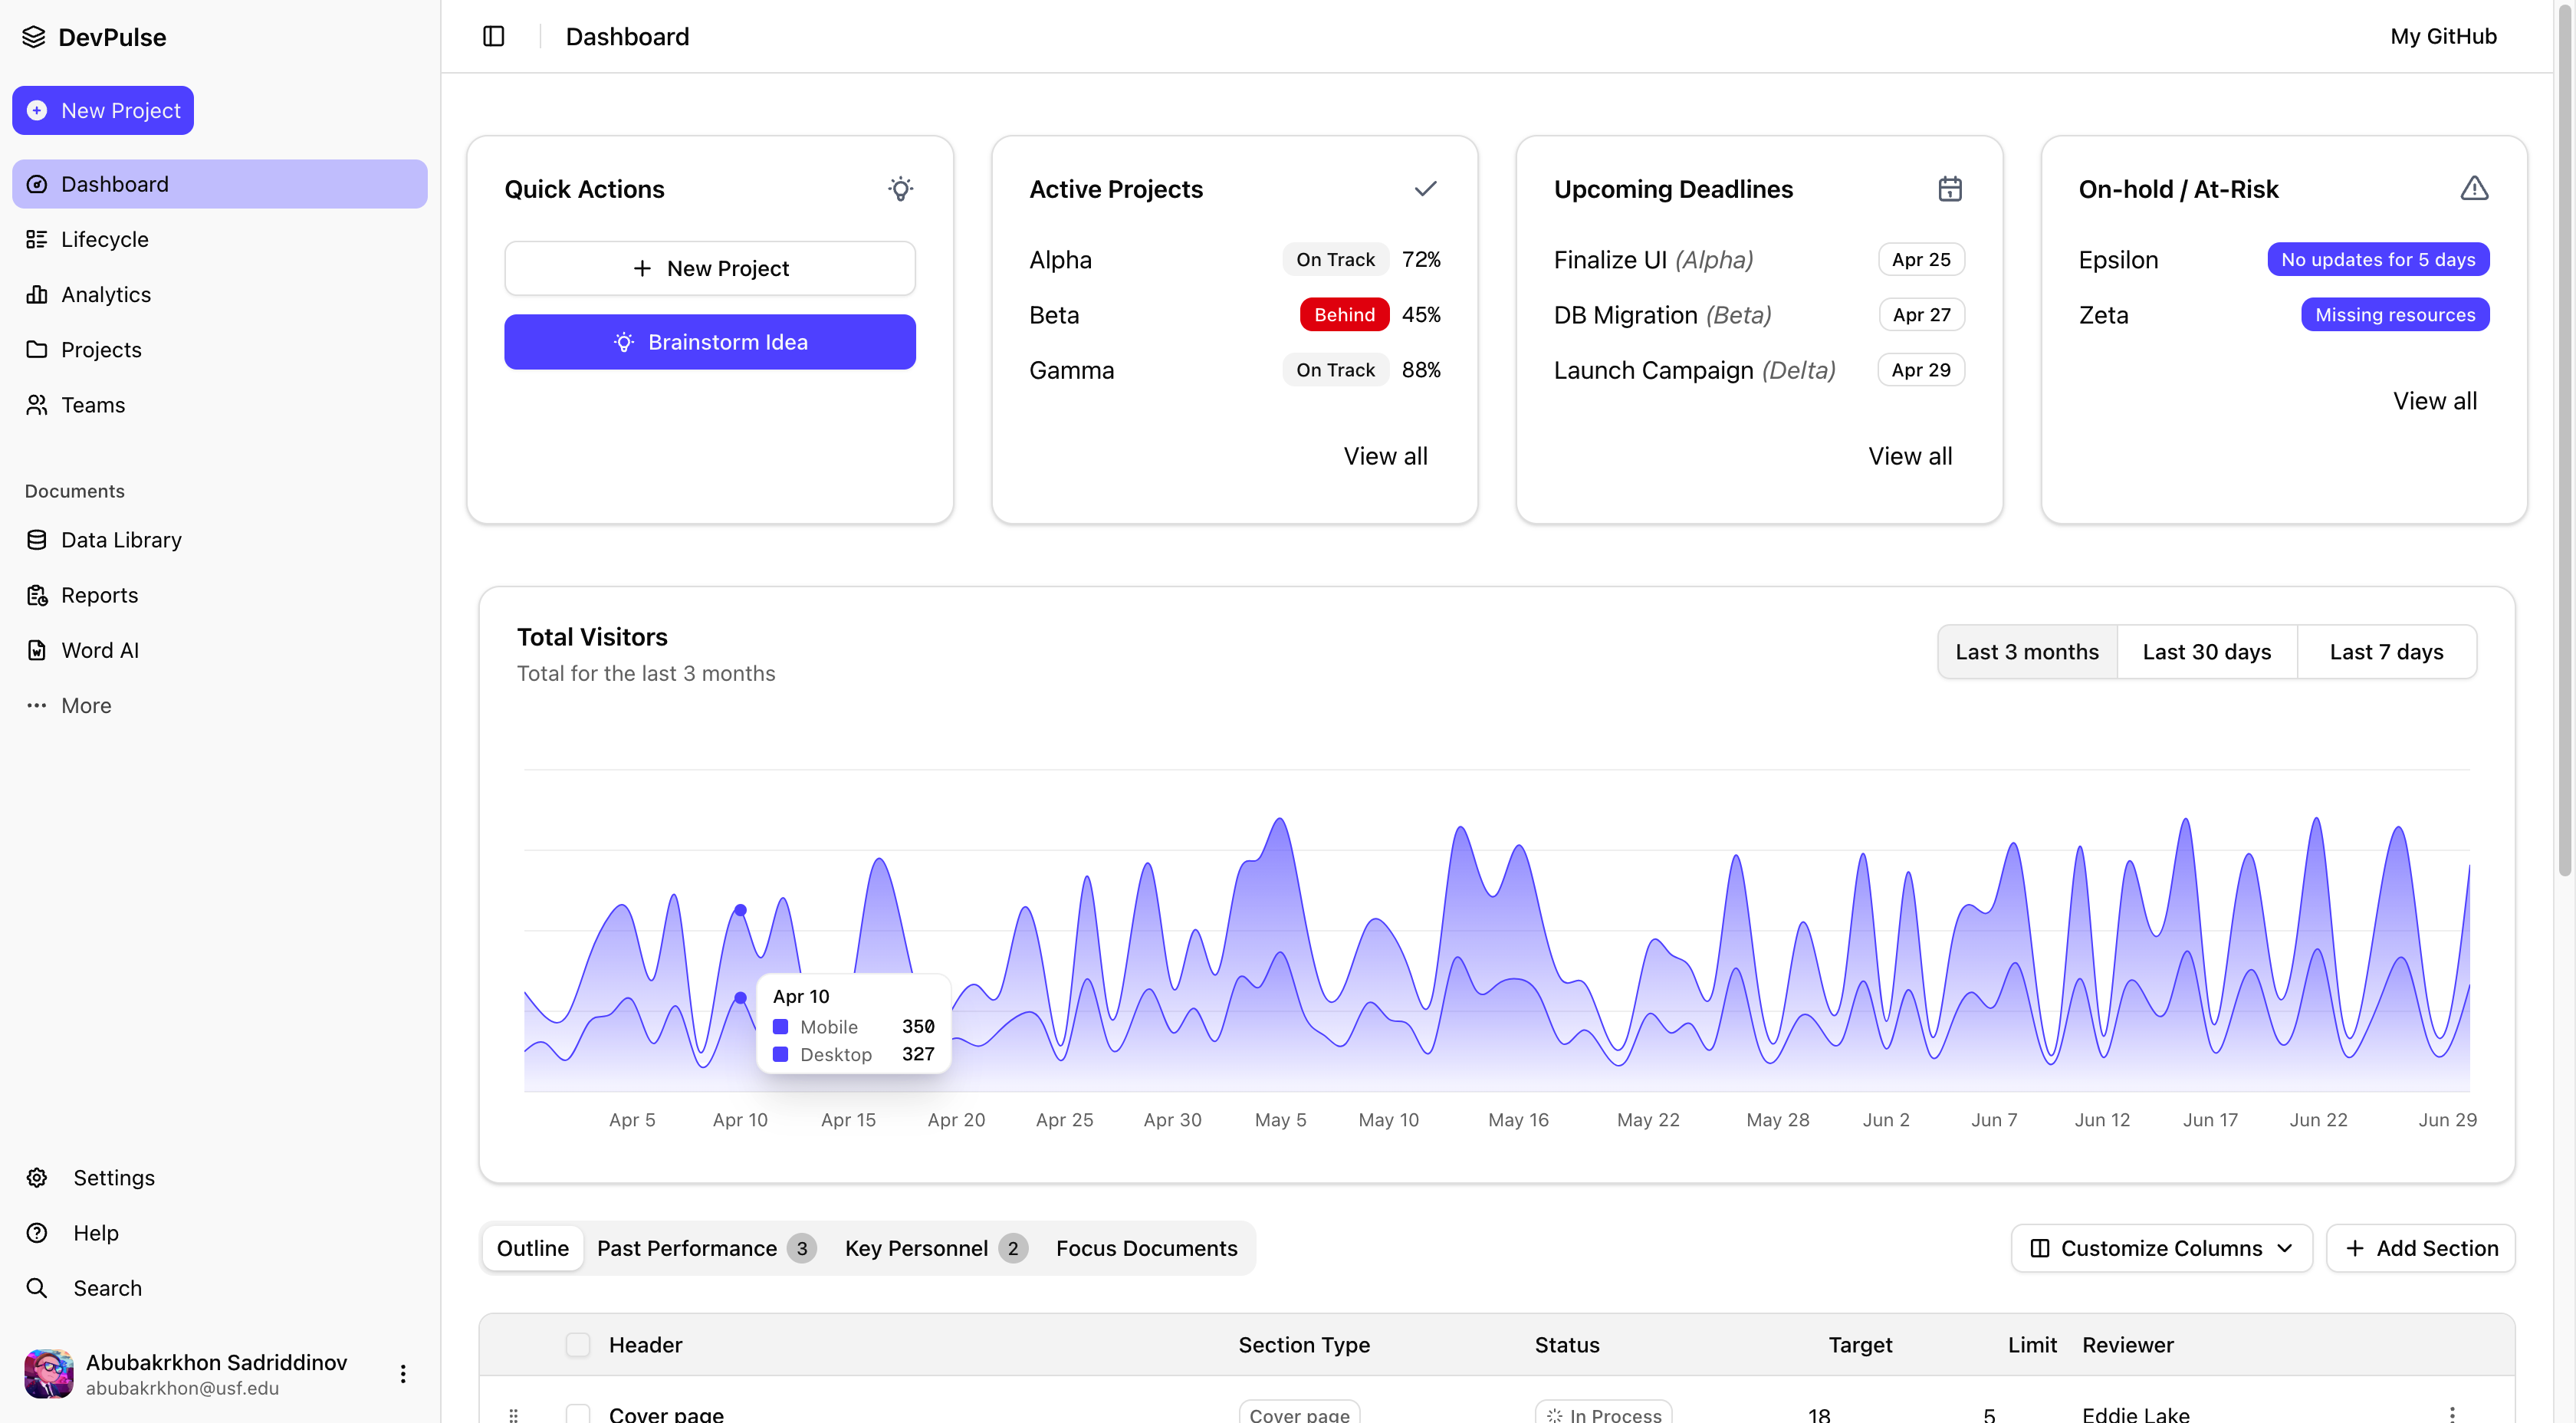 DevPulse
New Project
Dashboard
Lifecycle
Analytics
Projects
Teams
Documents
Data Library
Reports
Word AI
More
Settings
Help
Search
Abubakrkhon Sadriddinov
abubakrkhon@usf.edu
Dashboard
My GitHub
Quick Actions
New Project
Brainstorm Idea
Active Projects
Alpha On Track 72%
Beta Behind 45%
Gamma On Track 88%
View all
Upcoming Deadlines
Finalize UI (Alpha) Apr 25
DB Migration (Beta) Apr 27
Launch Campaign (Delta) Apr 29
View all
On-hold / At-Risk
Epsilon No updates for 5 days
Zeta Missing resources
View all
Total Visitors
Total for the last 3 months
Last 3 months Last 30 days Last 7 days
Apr 10
Mobile 350
Desktop 327
Apr 5 Apr 10 Apr 15 Apr 20 Apr 25 Apr 30 May 5 May 10 May 16 May 22 May 28 Jun 2 Jun 7 Jun 12 Jun 17 Jun 22 Jun 29
Outline Past Performance 3 Key Personnel 2 Focus Documents
Customize Columns Add Section
Header Section Type Status Target Limit Reviewer
Cover page Cover page In Process 18 5 Eddie Lake